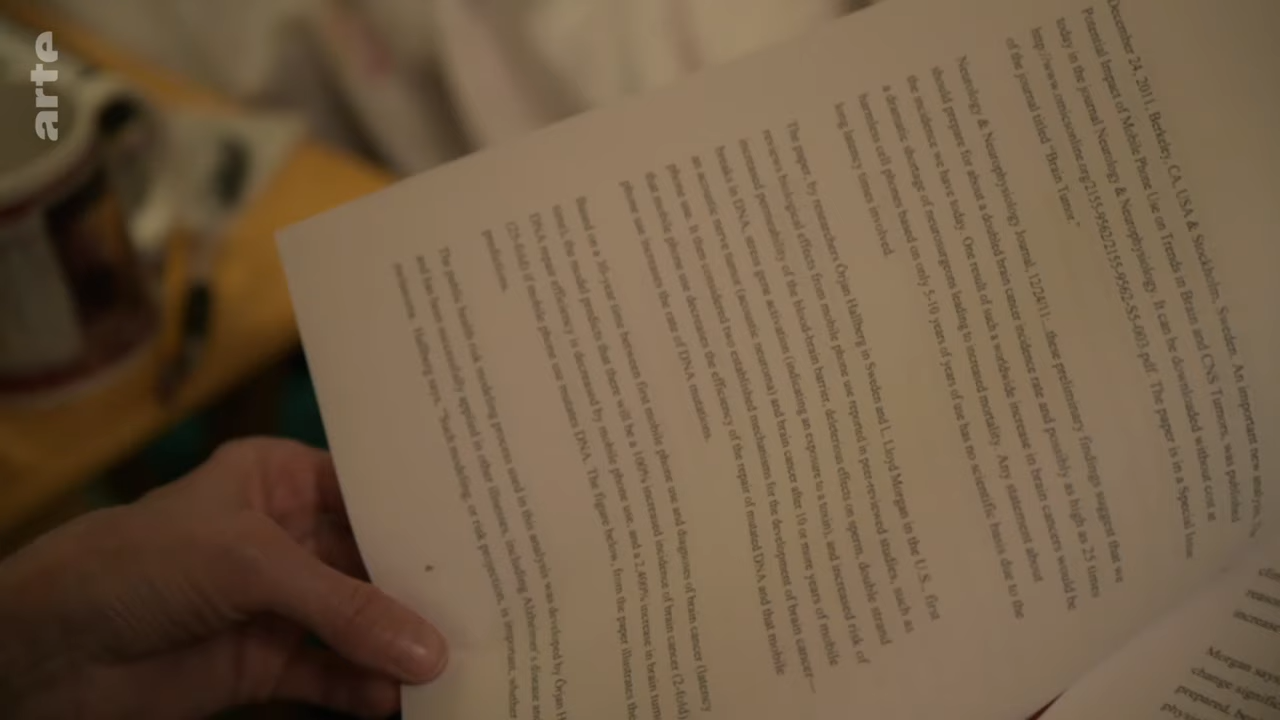 arte
December 24, 2011, Berkeley, CA, USA & Stockholm, Sweden. An important new analysis,
Potential Impact of Mobile Phone Use on Trends in Brain and CNS Tumors, was published
today in the journal Neurology & Neurophysiology. It can be downloaded without cost at
http://www.omicsonline.org/2155-9562/2155-9562-S5-003.pdf. The paper is in a Special Issue
of the journal titled "Brain Tumor."
Neurology & Neurophysiology Journal, 12/24/11...these preliminary findings suggest that we
should prepare for about a doubled brain cancer incidence rate and possibly as high as 25 times
the incidence we have today. One result of such a worldwide increase in brain cancers would be
a dramatic shortage of neurosurgeons leading to increased mortality. Any statement about
harmless cell phones based on only 5-10 years of years of use has no scientific basis due to the
long latency times involved.
The paper, by researchers Örjan Hallberg in Sweden and L. Lloyd Morgan in the U.S., first
reviews biological effects from mobile phone use reported in peer-reviewed studies, such as
increased permeability of the blood-brain barrier, deleterious effects on sperm, double strand
breaks in DNA, stress gene activation (indicating an exposure to a toxin), and increased risk of
an acoustic nerve tumor (acoustic neuroma) and brain cancer after 10 or more years of mobile
phone use. It then considered two established mechanisms for the development of brain cancer—
that mobile phone use decreases the efficiency of the repair of mutated DNA and that mobile
phone use increases the rate of DNA mutations.
Based on a 30-year time between first mobile phone use and diagnosis of brain cancer (latency
time), the model predicts that there will be a 100% increased incidence of brain cancer (2-fold)
DNA repair efficiency is decreased by mobile phone use, and 2,400% increase in brain
(25-fold) if mobile phone use mutates DNA. The figure below, from the paper illustrates
predictions.
The public health risk modeling process used in this analysis was developed by Örjan
and has been successfully applied in other illnesses, including Alzheimer's disease
Hallberg says, "Such modeling, or risk projection, is important, whether
4
increase
Morgan says
change
prepared,